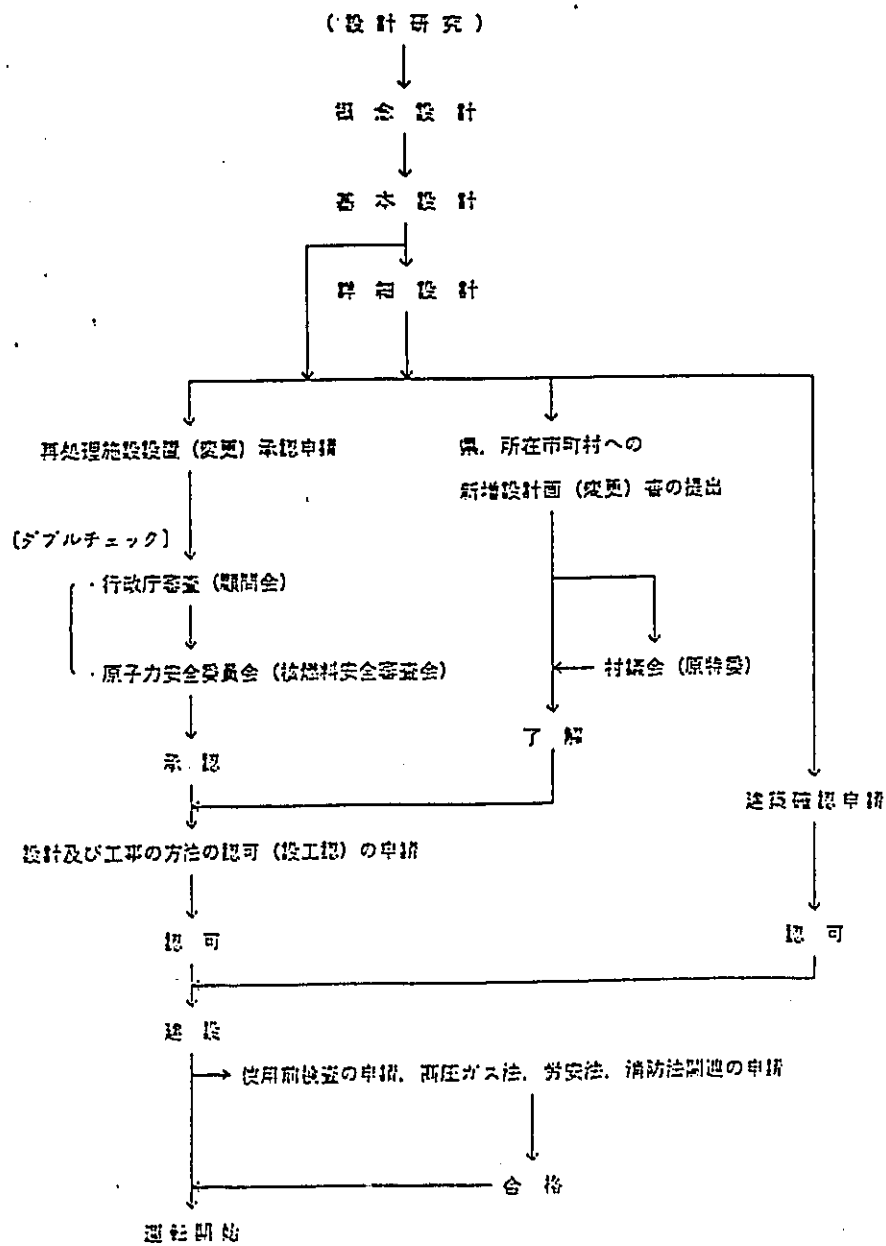 (設計研究)
概念設計
基本設計
詳細設計
再処理施設設置(変更)承認申請
県,所在市町村への
新増設計画(変更)書の提出
[ダブルチェック]
・行政庁審査(顧問会)
・原子力安全委員会(核燃料安全審査会)
村議会(原特委)
承認
了解
建築確認申請
設計及び工事の方法の認可(設工認)の申請
認可
認可
建設
使用前検査の申請,高圧ガス法,労安法,消防法関連の申請
合格
運転開始